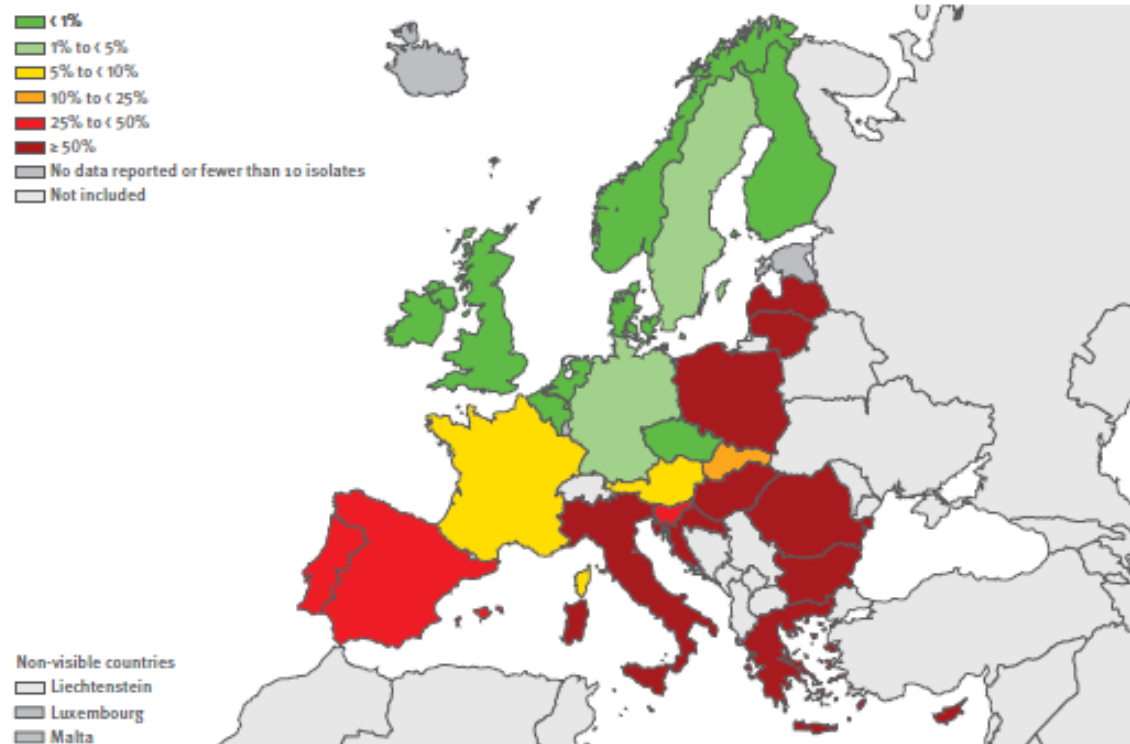 < 1%
1% to < 5%
5% to < 10%
10% to < 25%
25% to < 50%
≥ 50%
No data reported or fewer than 10 isolates
Not included
Non-visible countries
Liechtenstein
Luxembourg
Malta